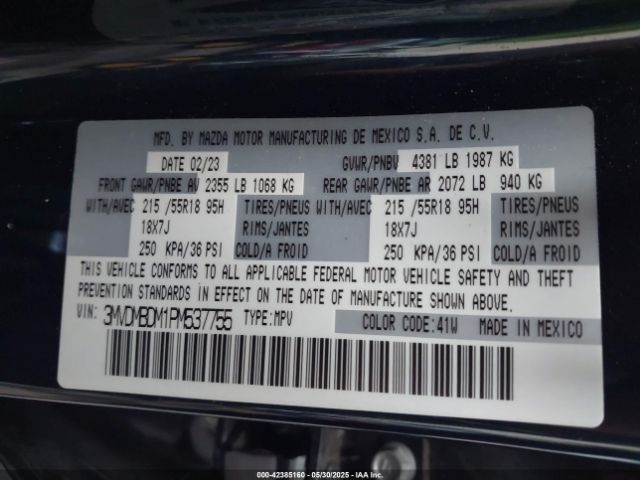 MFD. BY MAZDA MOTOR MANUFACTURING DE MEXICO S.A. DE C.V.
DATE 02/23 GVWR/PNBV 4381 LB 1987 KG
FRONT GAWR/PNBE AV 2355 LB 1068 KG REAR GAWR/PNBE AR 2072 LB 940 KG
WITH/AVEC 215 /55R18 95H TIRES/PNEUS WITH/AVEC 215 /55R18 95H TIRES/PNEUS
18X7J RIMS/JANTES 18X7J RIMS/JANTES
250 KPA/36 PSI COLD/A FROID 250 KPA/36 PSI COLD/A FROID
THIS VEHICLE CONFORMS TO ALL APPLICABLE FEDERAL MOTOR VEHICLE SAFETY AND THEFT
PREVENTION STANDARDS IN EFFECT ON THE DATE OF MANUFACTURE SHOWN ABOVE.
VIN: 3MVDMBDM1PM537755 TYPE:MPV COLOR CODE:41W MADE IN MEXICO
000-42385160 - 05/30/2025 - IAAI.COM